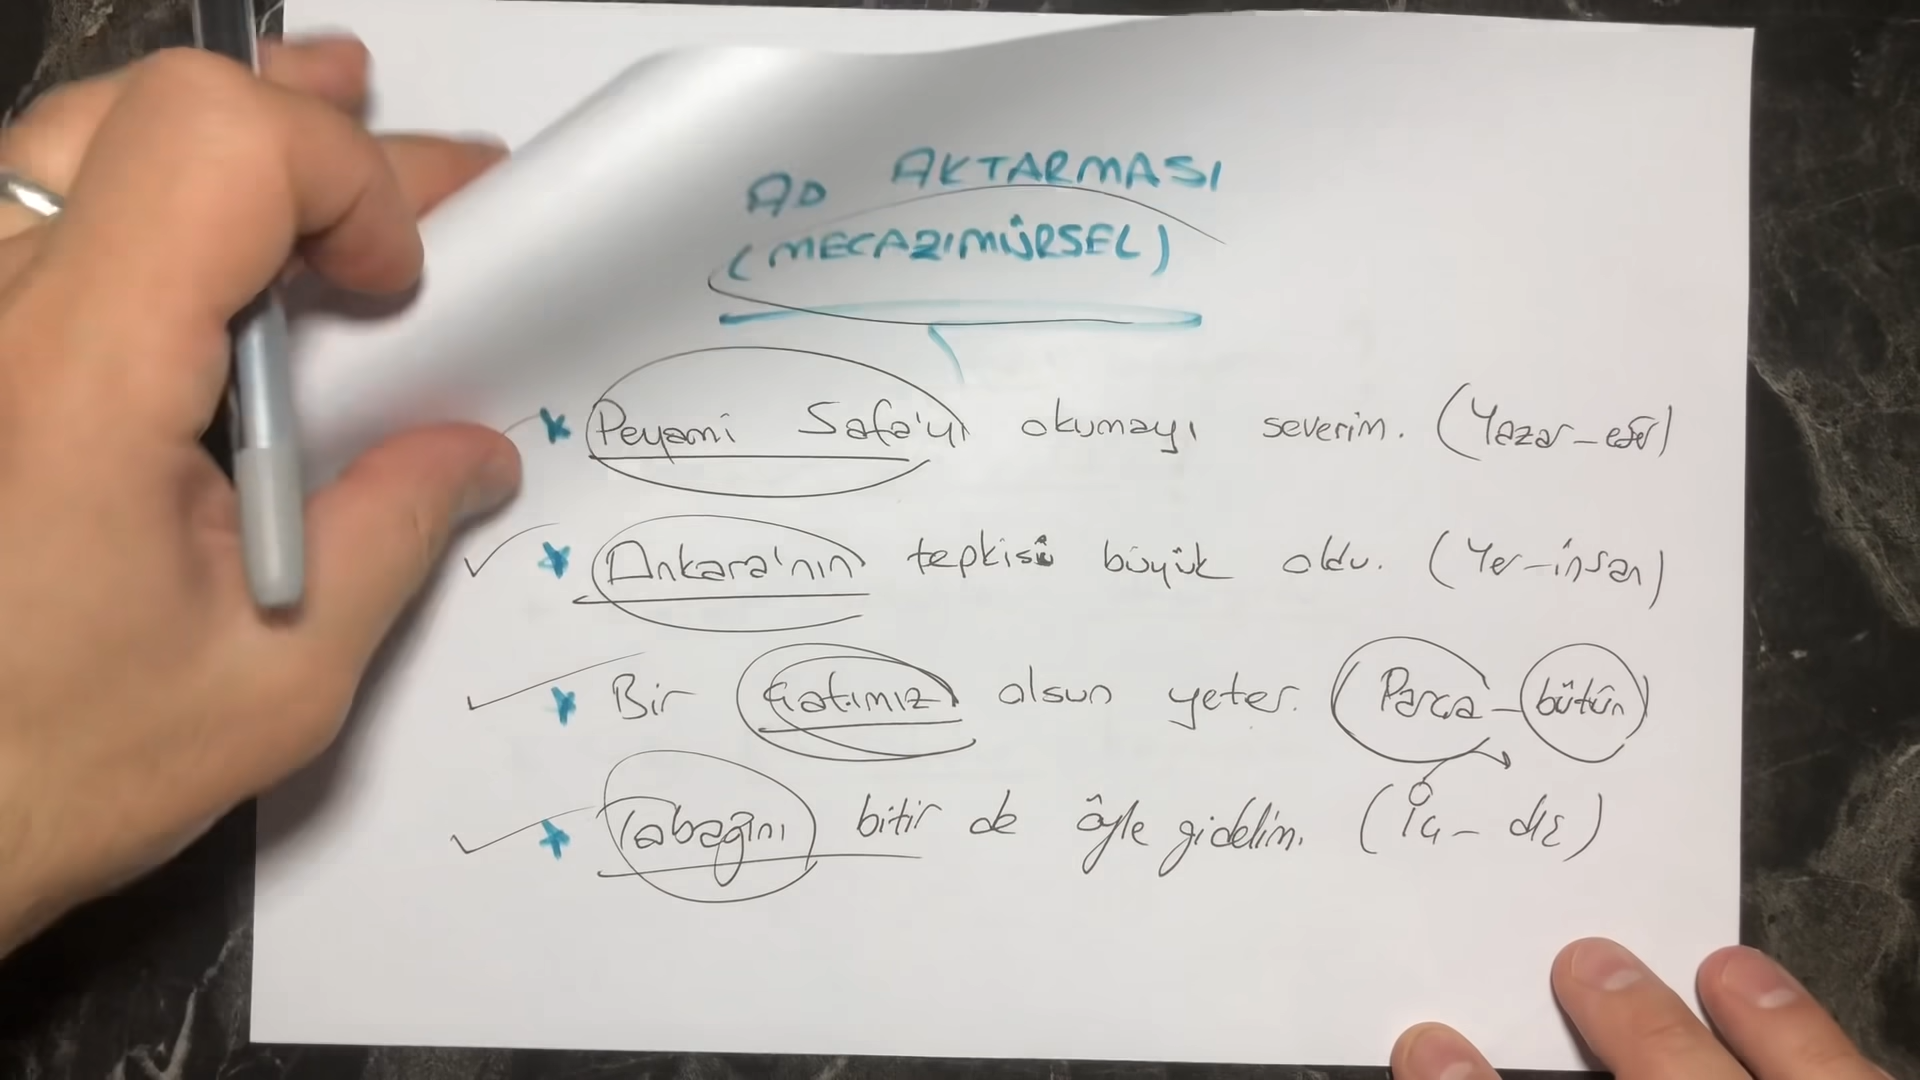 AD AKTARMASI
(MECAZIMÜRSEL)
Peyami Safa'yı okumayı severim. (Yazar-eser)
Ankara'nın tepkisi büyük oldu. (Yer-insan)
Bir çatımız olsun yeter. (Parça-bütün)
Tabağını bitir de öyle gidelim. (İç-dış)